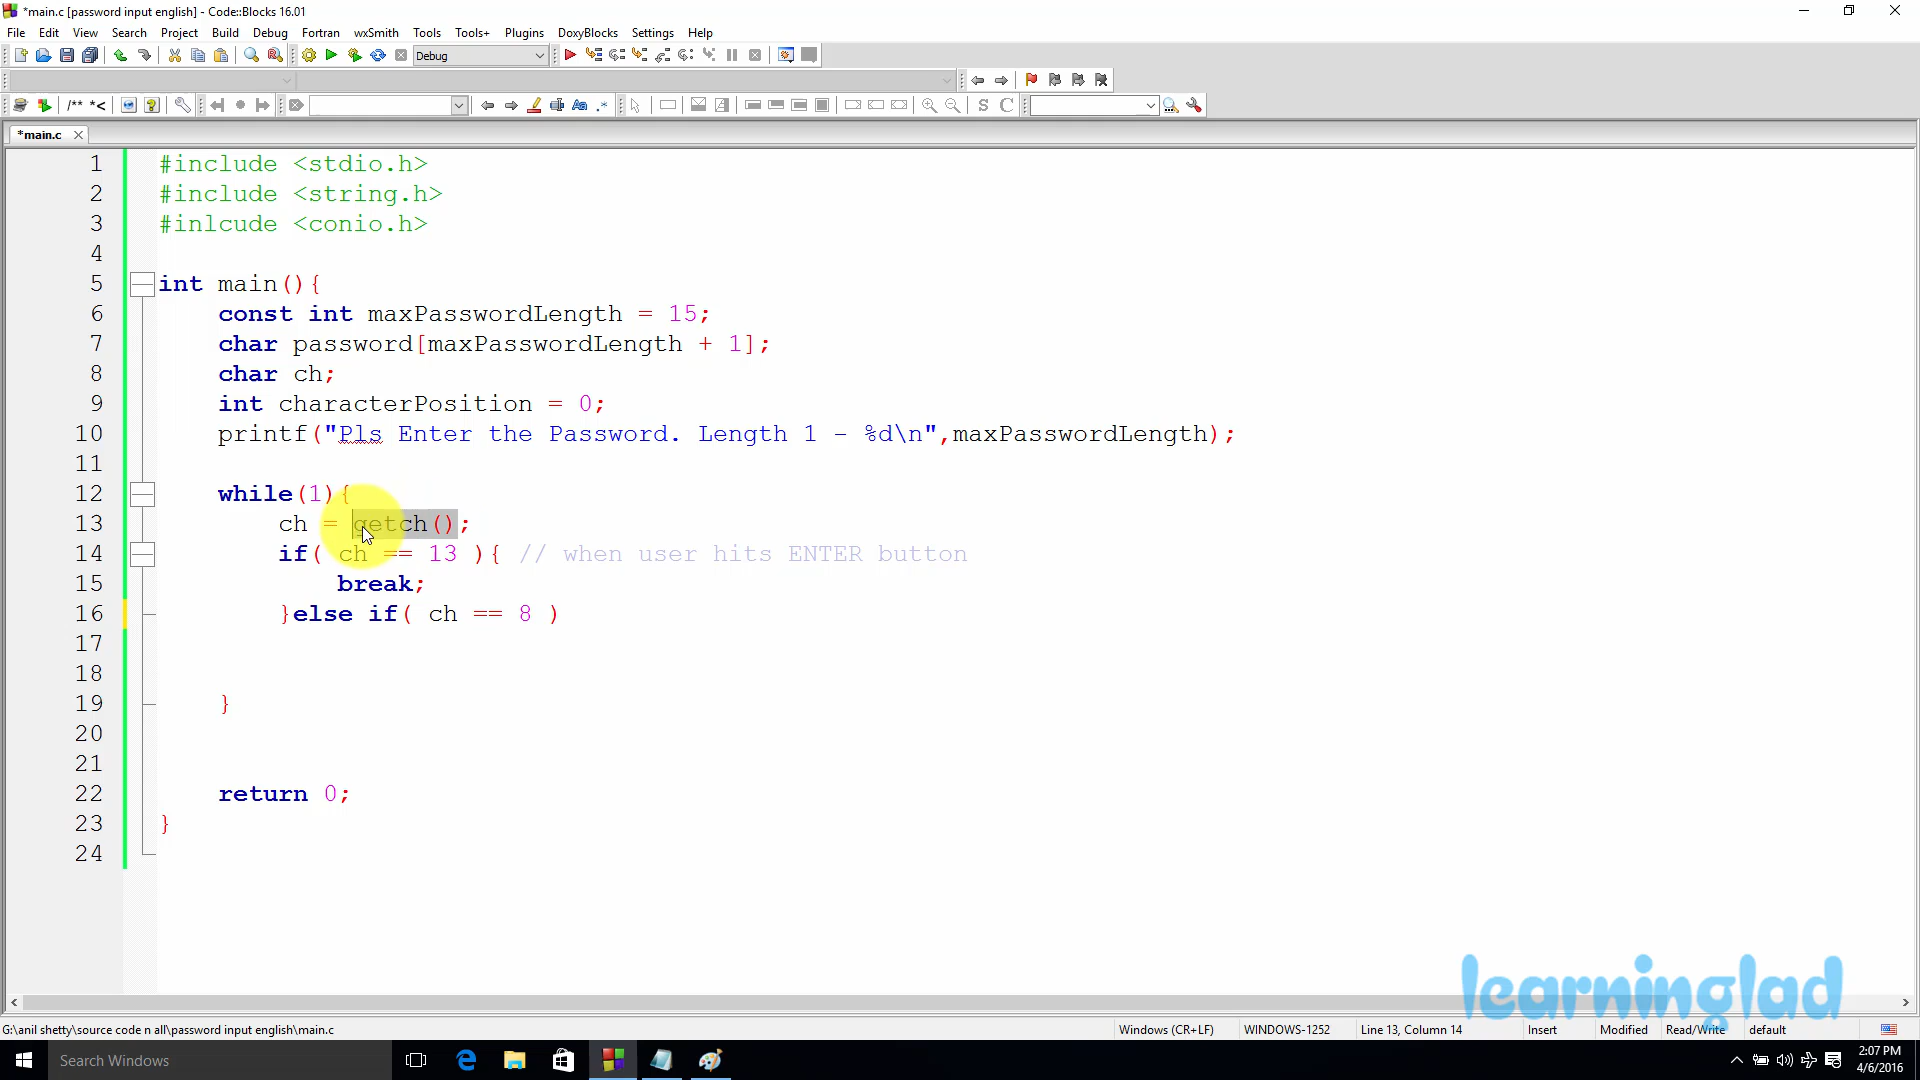 *main.c [password input english] - Code::Blocks 16.01
File Edit View Search Project Build Debug Fortran wxSmith Tools Tools+ Plugins DoxyBlocks Settings Help
Debug
/** *< Aa .* S C
*main.c
1 #include <stdio.h>
2 #include <string.h>
3 #inlcude <conio.h>
4
5 int main(){
6 const int maxPasswordLength = 15;
7 char password[maxPasswordLength + 1];
8 char ch;
9 int characterPosition = 0;
10 printf("Pls Enter the Password. Length 1 - %d\n",maxPasswordLength);
11
12 while(1){
13 ch = getch();
14 if( ch == 13 ){ // when user hits ENTER button
15 break;
16 }else if( ch == 8 )
17
18
19 }
20
21
22 return 0;
23 }
24
learninglad
G:\anil shetty\source code n all\password input english\main.c Windows (CR+LF) WINDOWS-1252 Line 13, Column 14 Insert Modified Read/Write default
Search Windows
2:07 PM
4/6/2016